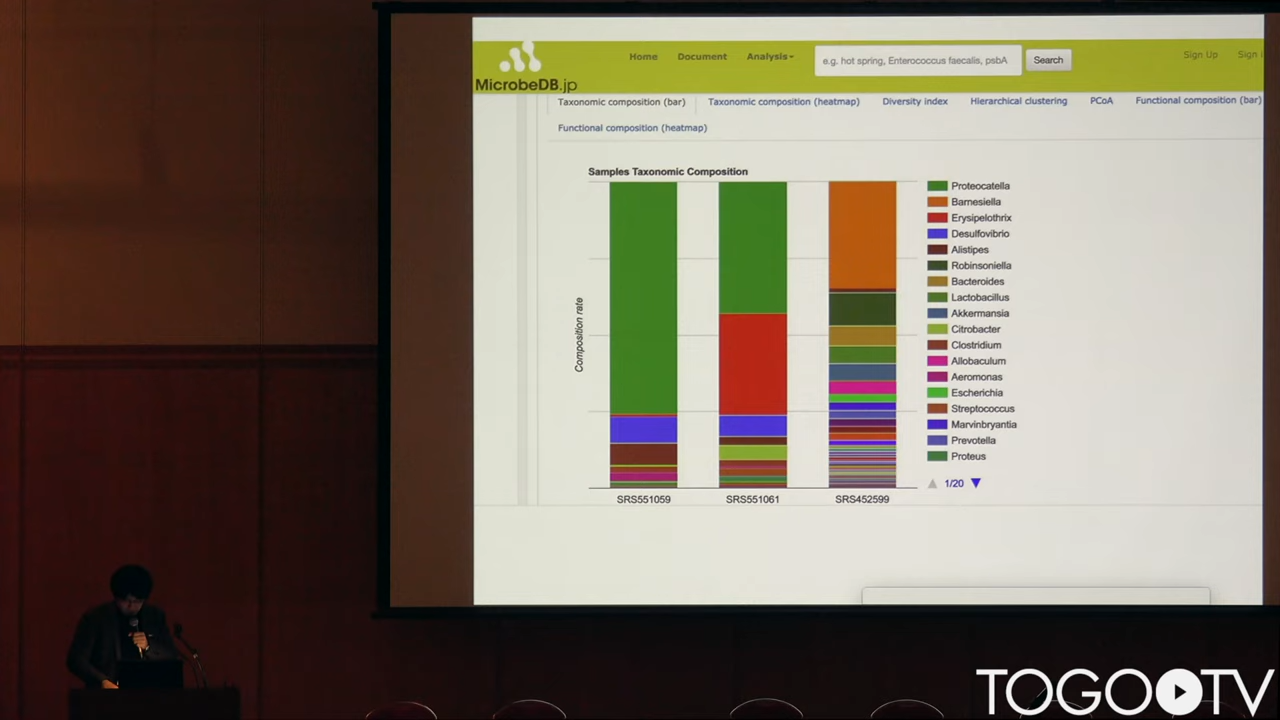 Home Document Analysis e.g. hot spring, Enterococcus faecalis, psbA Search Sign Up Sign
MicrobeDB.jp
Taxonomic composition (bar) Taxonomic composition (heatmap) Diversity index Hierarchical clustering PCoA Functional composition (bar)
Functional composition (heatmap)
Samples Taxonomic Composition
Composition rate
Proteocatella
Barnesiella
Erysipelothrix
Desulfovibrio
Alistipes
Robinsoniella
Bacteroides
Lactobacillus
Akkermansia
Citrobacter
Clostridium
Allobaculum
Aeromonas
Escherichia
Streptococcus
Marvinbryantia
Prevotella
Proteus
1/20
SRS551059 SRS551061 SRS452599
TOGO TV